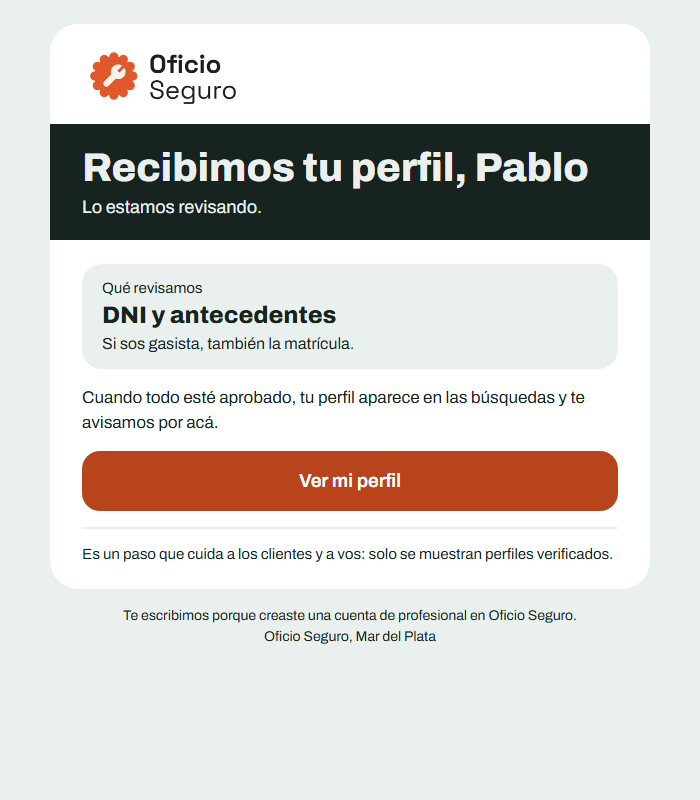 Oficio
Seguro
Recibimos tu perfil, Pablo
Lo estamos revisando.
Qué revisamos
DNI y antecedentes
Si sos gasista, también la matrícula.
Cuando todo esté aprobado, tu perfil aparece en las búsquedas y te
avisamos por acá.
Ver mi perfil
Es un paso que cuida a los clientes y a vos: solo se muestran perfiles verificados.
Te escribimos porque creaste una cuenta de profesional en Oficio Seguro.
Oficio Seguro, Mar del Plata